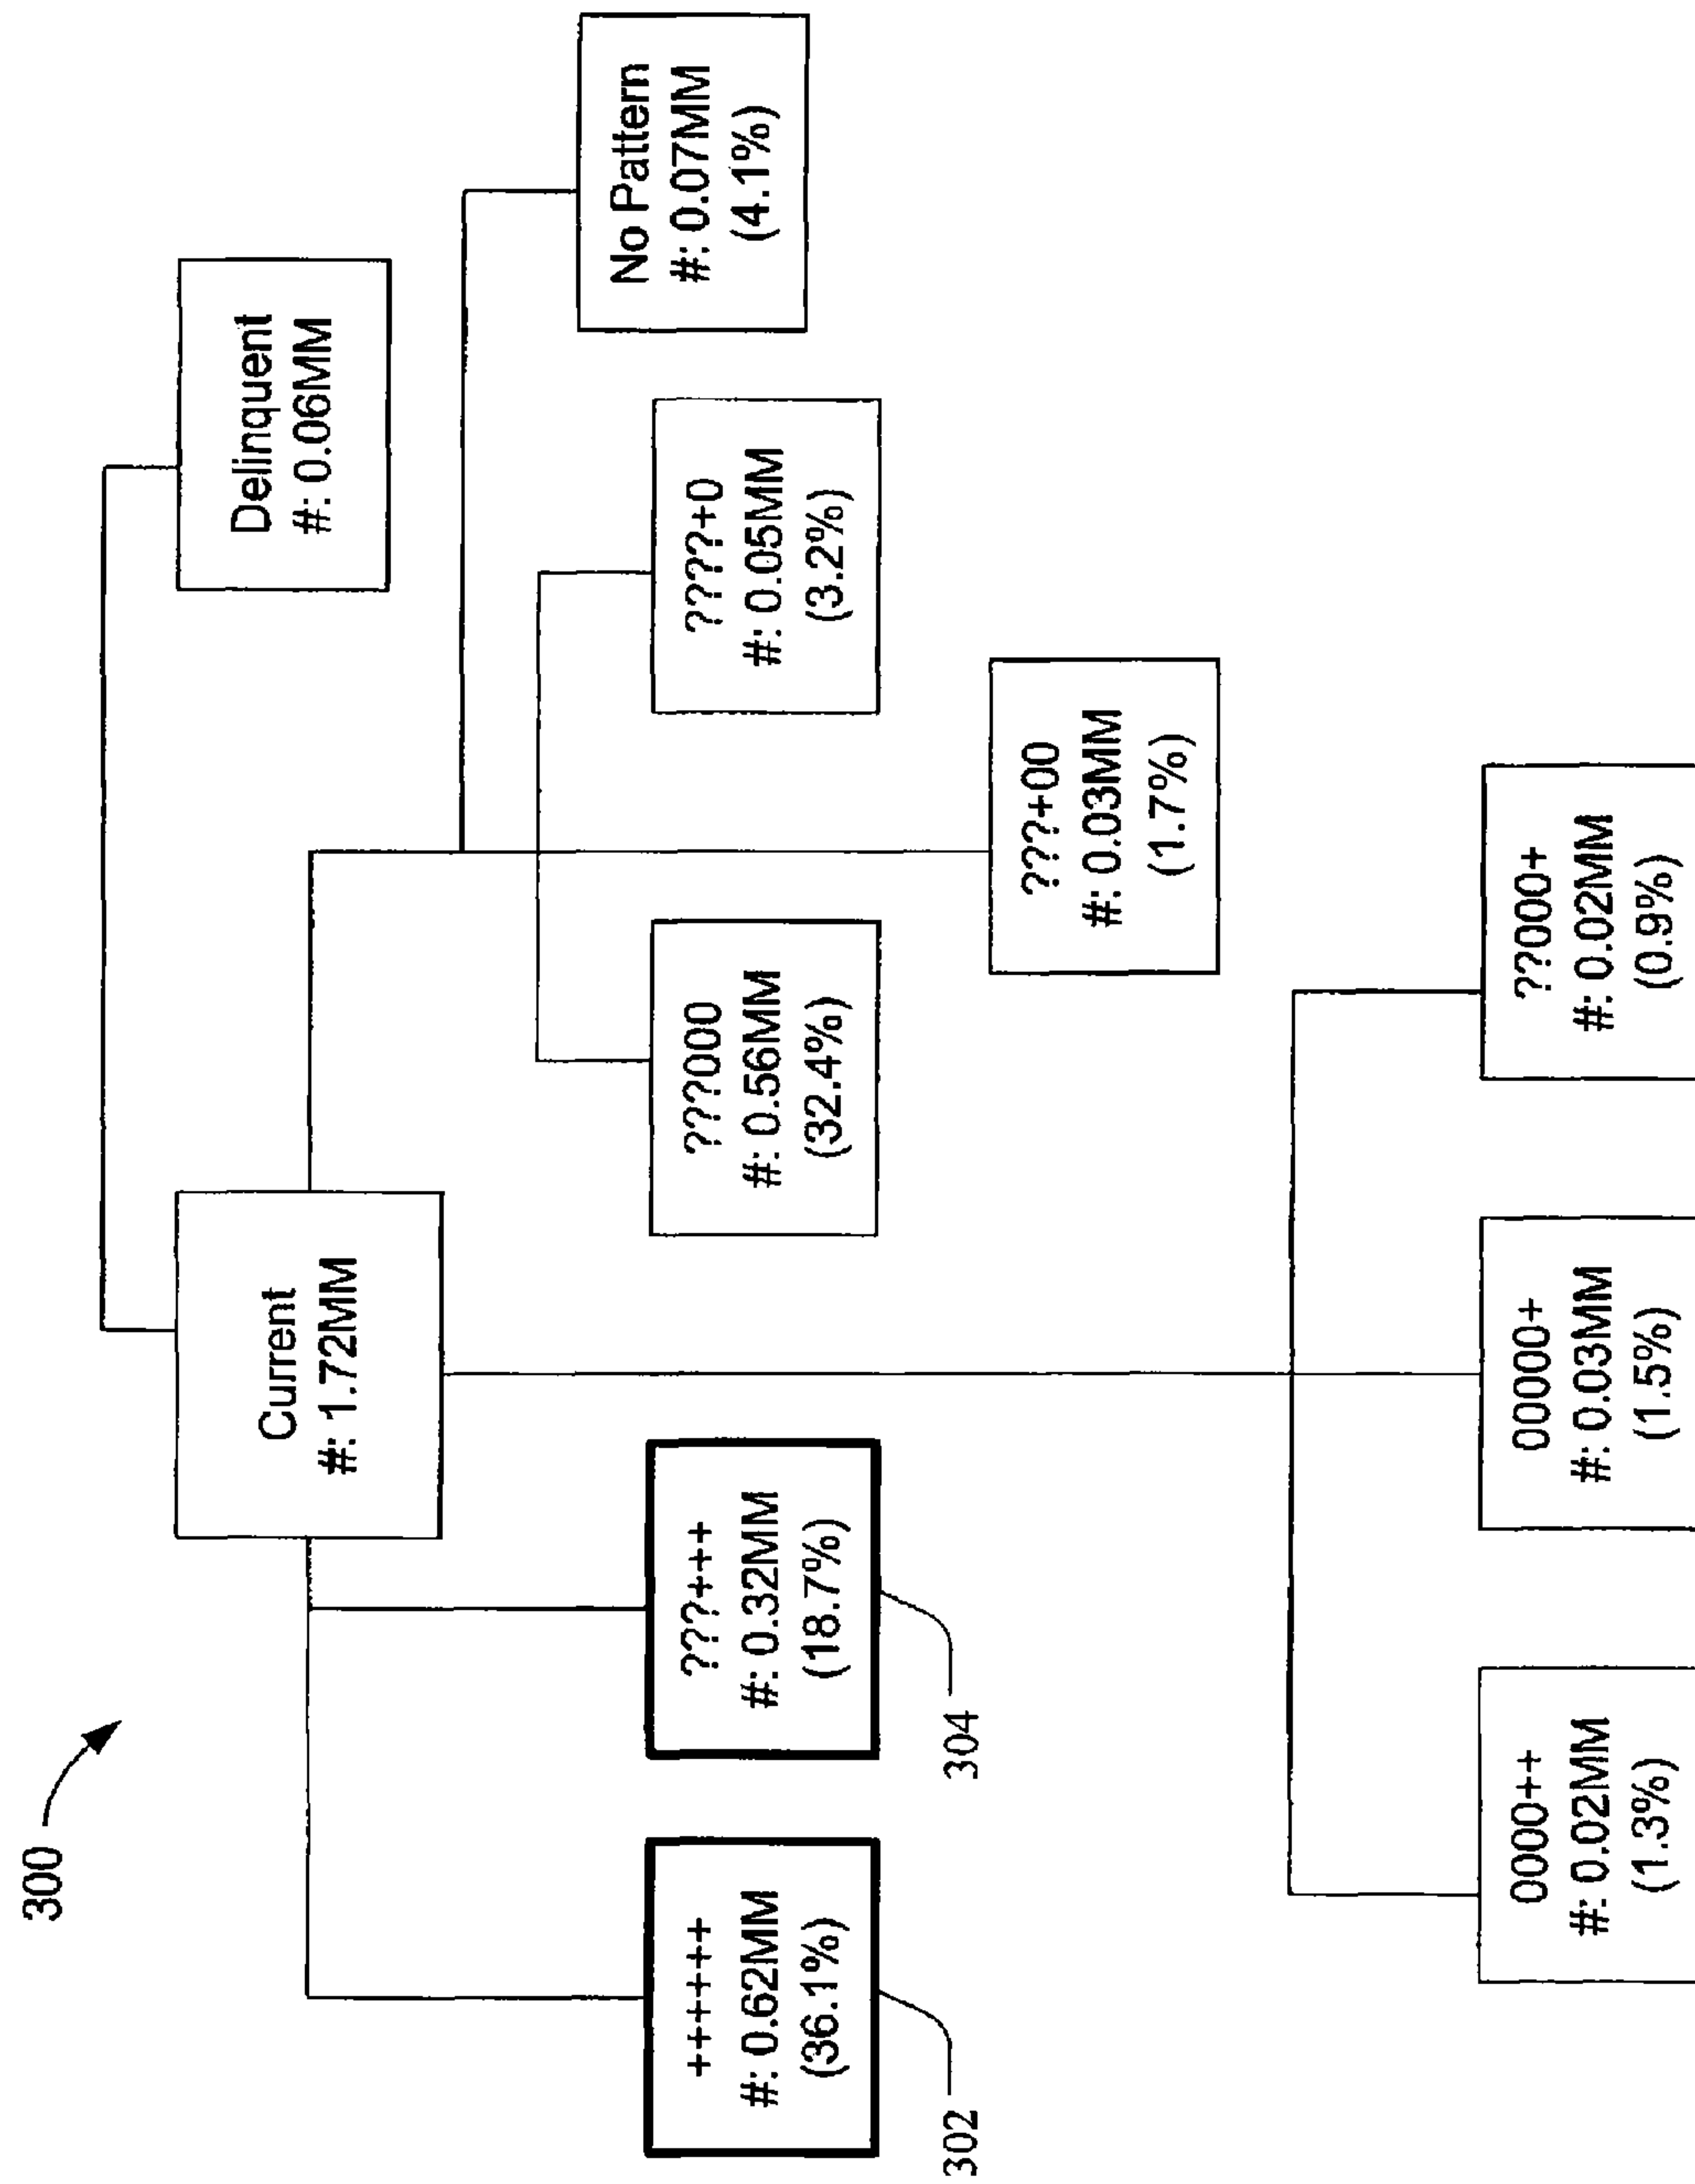 300
Current
#: 1.72MM
Delinquent
#: 0.06MM
++++++
#: 0.62MM
(36.1%)
302
???+++
#: 0.32MM
(18.7%)
304
???000
#: 0.56MM
(32.4%)
????+0
#: 0.05MM
(3.2%)
No Pattern
#: 0.07MM
(4.1%)
???+00
#: 0.03MM
(1.7%)
0000++
#: 0.02MM
(1.3%)
00000+
#: 0.03MM
(1.5%)
??000+
#: 0.02MM
(0.9%)